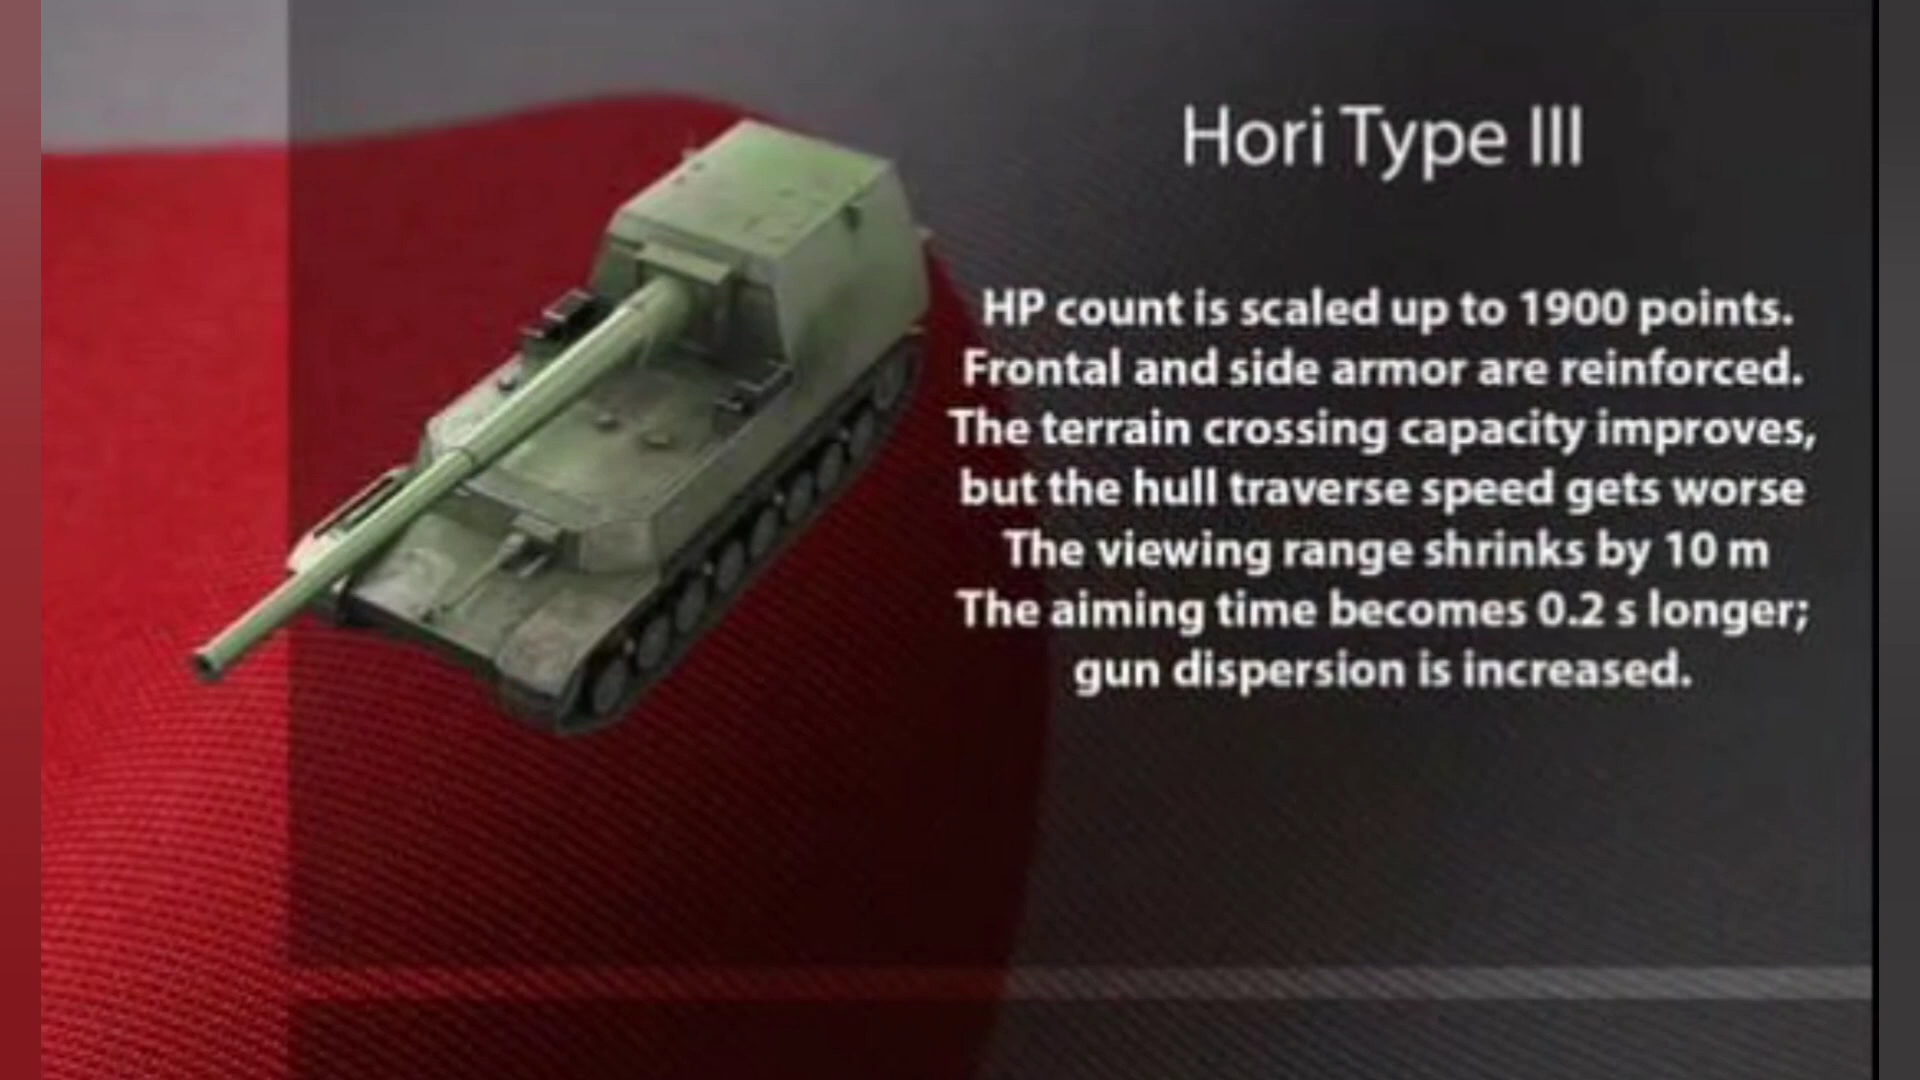 Hori Type III
HP count is scaled up to 1900 points.
Frontal and side armor are reinforced.
The terrain crossing capacity improves,
but the hull traverse speed gets worse
The viewing range shrinks by 10 m
The aiming time becomes 0.2 s longer;
gun dispersion is increased.